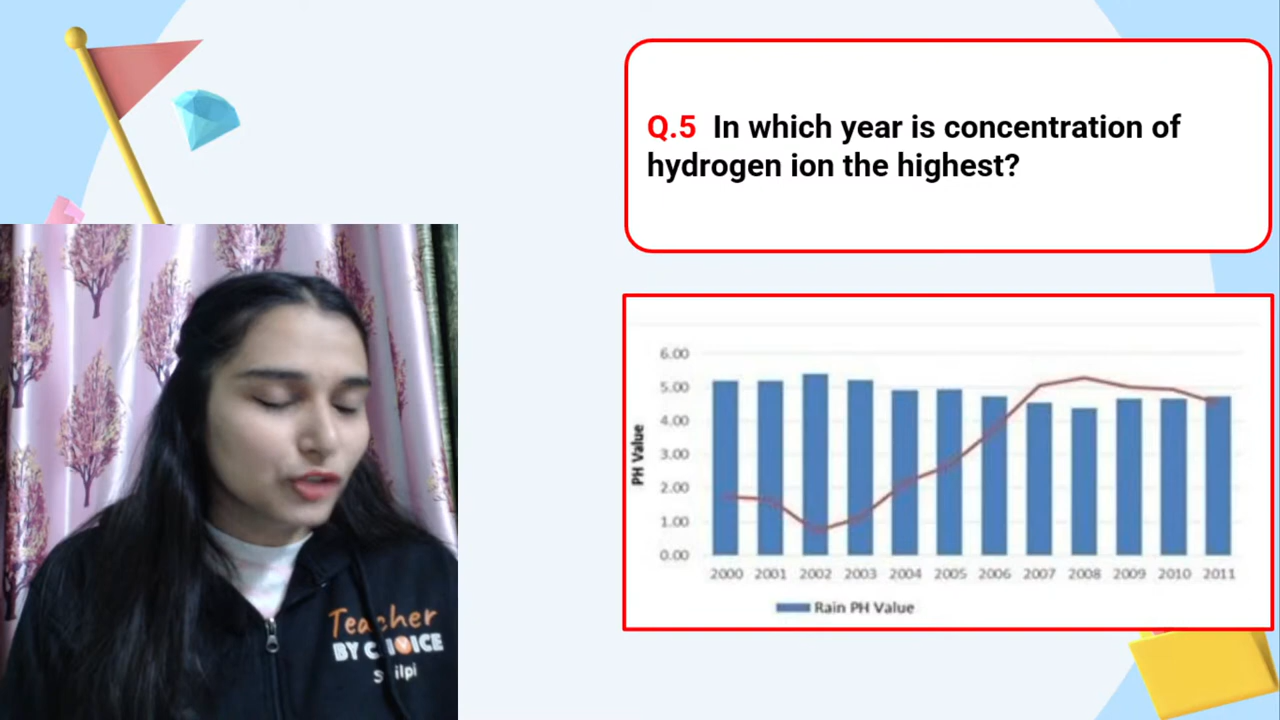 Q.5 In which year is concentration of
hydrogen ion the highest?
6.00
5.00
4.00
3.00
2.00
1.00
0.00
PH Value
2000 2001 2002 2003 2004 2005 2006 2007 2008 2009 2010 2011
Rain PH Value
Teacher
BY CHOICE